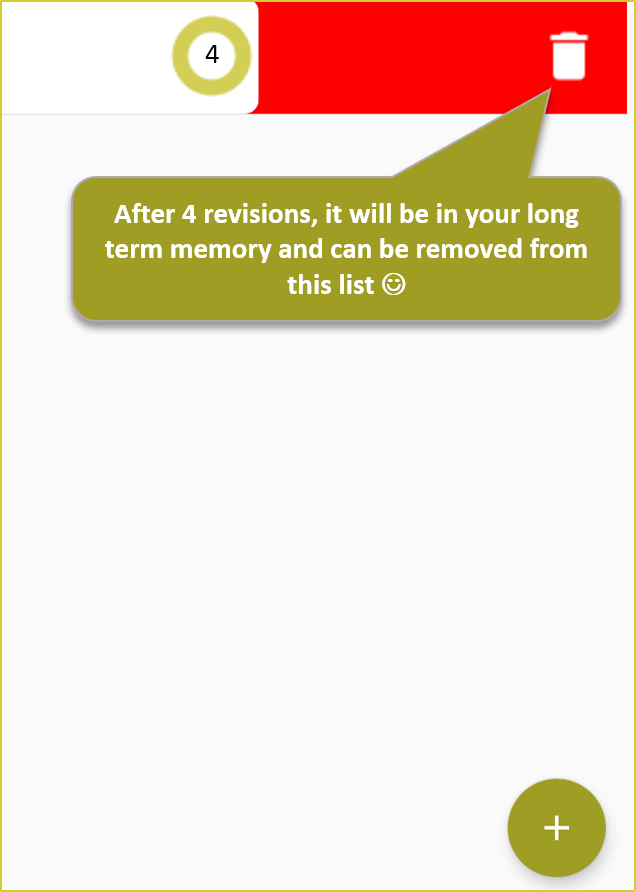 4
After 4 revisions, it will be in your long
term memory and can be removed from
this list 😊
+